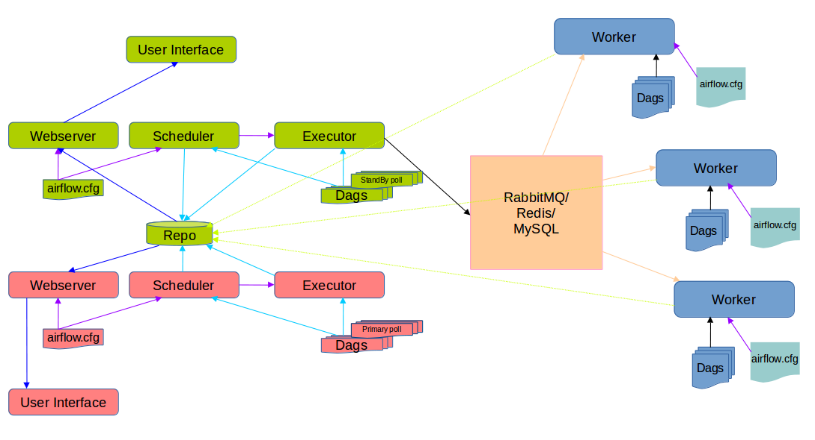 User Interface
Worker
Dags
airflow.cfg
Webserver
Scheduler
Executor
airflow.cfg
StandBy poll
Dags
Repo
RabbitMQ/
Redis/
MySQL
Worker
Dags
airflow.cfg
Webserver
Scheduler
Executor
airflow.cfg
Primary poll
Dags
Worker
Dags
airflow.cfg
User Interface